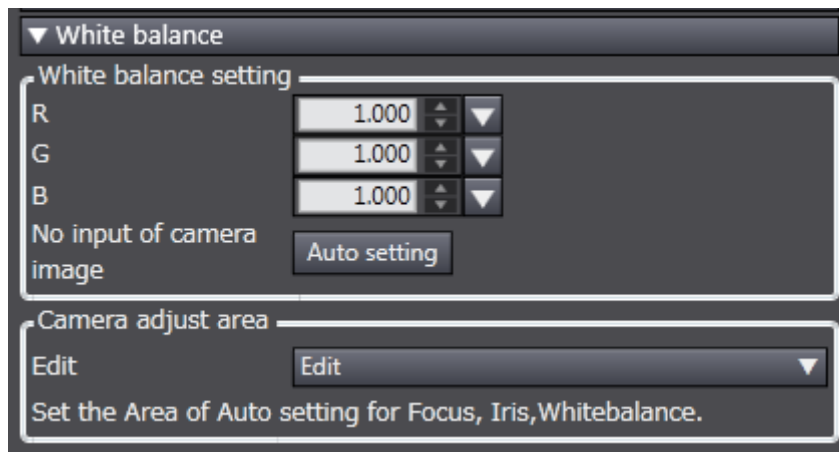 ▼ White balance
White balance setting
R 1.000
G 1.000
B 1.000
No input of camera
image
Auto setting
Camera adjust area
Edit Edit
Set the Area of Auto setting for Focus, Iris,Whitebalance.